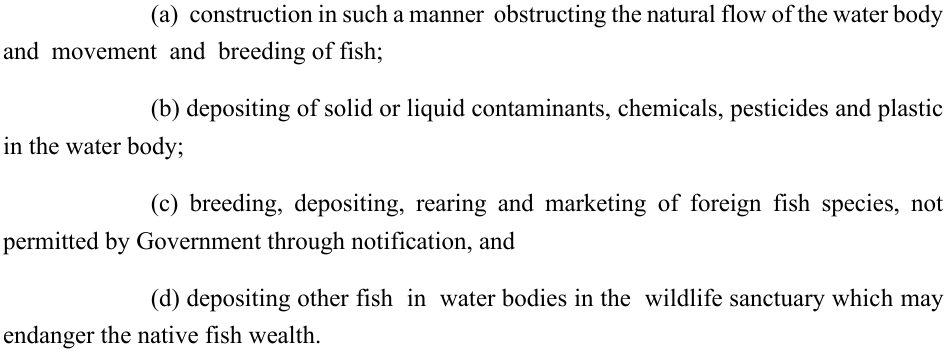 (a) construction in such a manner obstructing the natural flow of the water body
and movement and breeding of fish;
(b) depositing of solid or liquid contaminants, chemicals, pesticides and plastic
in the water body;
(c) breeding, depositing, rearing and marketing of foreign fish species, not
permitted by Government through notification, and
(d) depositing other fish in water bodies in the wildlife sanctuary which may
endanger the native fish wealth.